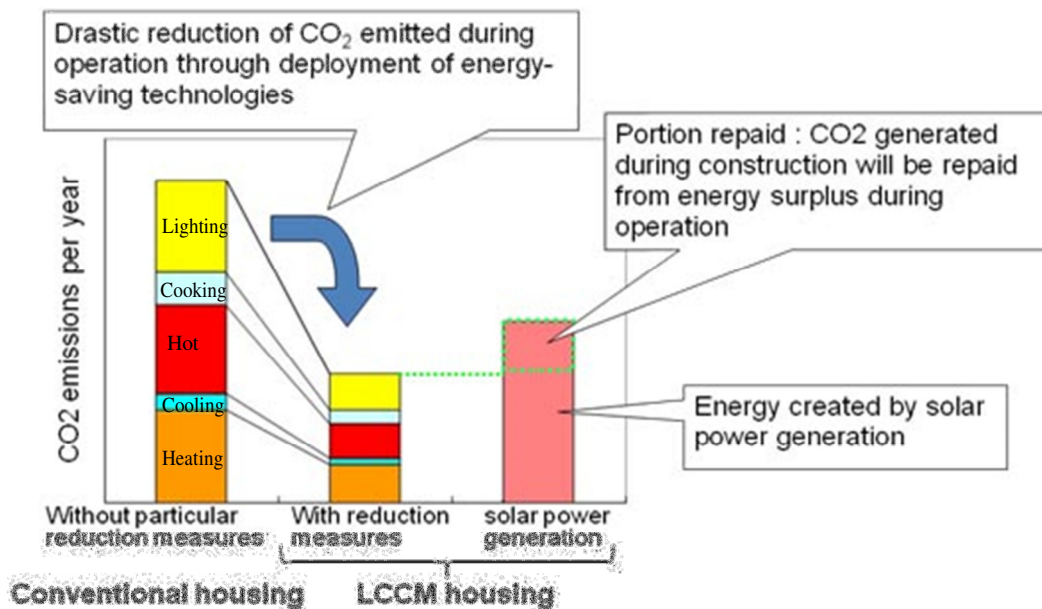 Drastic reduction of CO₂ emitted during
operation through deployment of energy-
saving technologies
Portion repaid : CO2 generated
during construction will be repaid
from energy surplus during
operation
CO2 emissions per year
Lighting
Cooking
Hot
Cooling
Heating
Energy created by solar
power generation
Without particular
reduction measures
With reduction
measures
solar power
generation
Conventional housing
LCCM housing